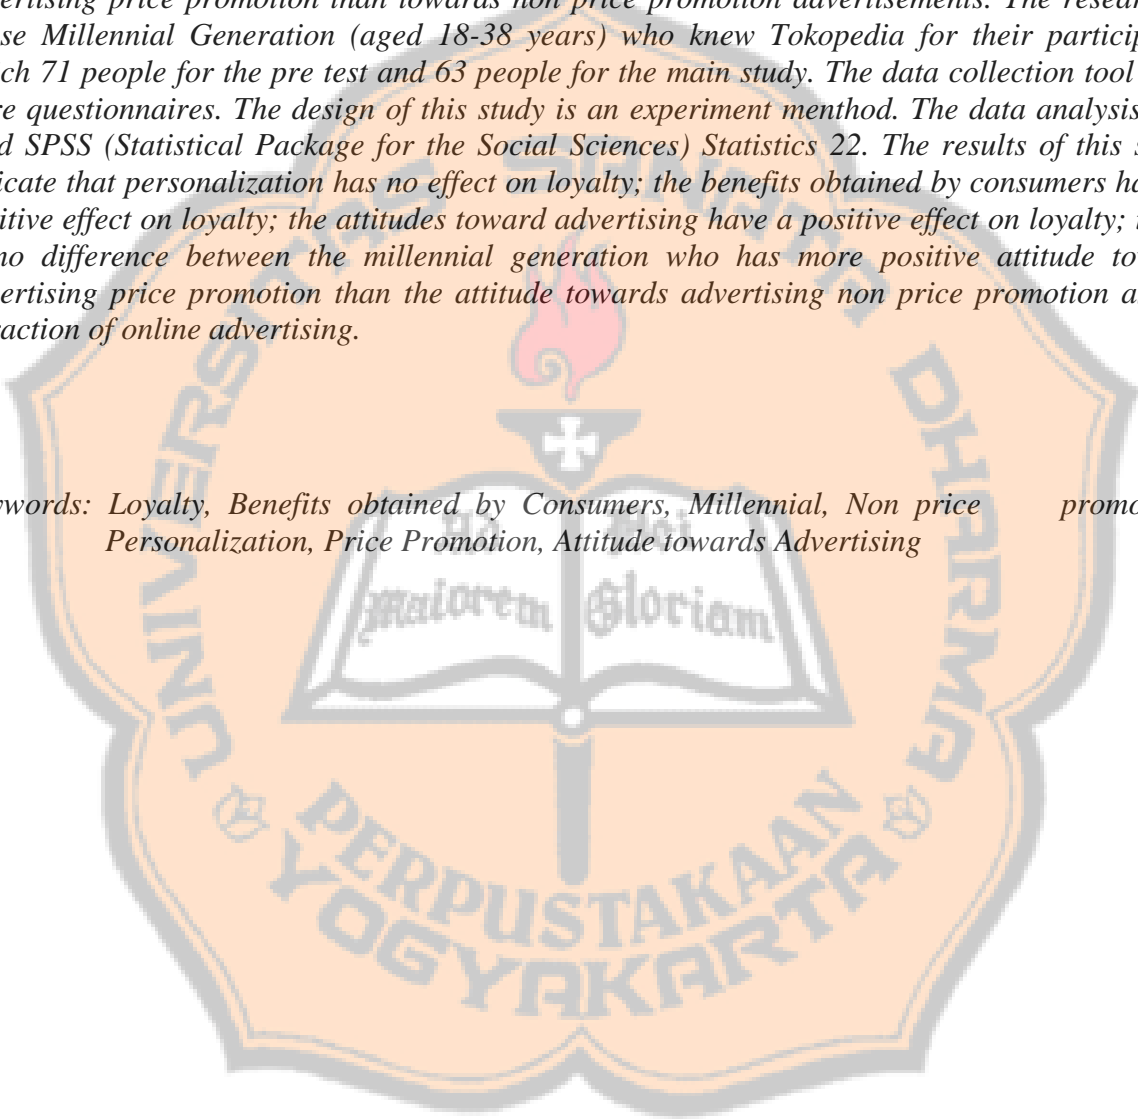 vertising price promotion than towards non price promotion advertisements. The resear
se Millennial Generation (aged 18-38 years) who knew Tokopedia for their particip
ch 71 people for the pre test and 63 people for the main study. The data collection tool
re questionnaires. The design of this study is an experiment menthod. The data analysis
d SPSS (Statistical Package for the Social Sciences) Statistics 22. The results of this s
icate that personalization has no effect on loyalty; the benefits obtained by consumers ha
itive effect on loyalty; the attitudes toward advertising have a positive effect on loyalty; t
no difference between the millennial generation who has more positive attitude tow
ertising price promotion than the attitude towards advertising non price promotion a
raction of online advertising.
ywords: Loyalty, Benefits obtained by Consumers, Millennial, Non price promo
Personalization, Price Promotion, Attitude towards Advertising
UNIVERSITAS SANATA DHARMA
Ad
maiorem
Dei
Gloriam
PERPUSTAKAAN
YOGYAKARTA